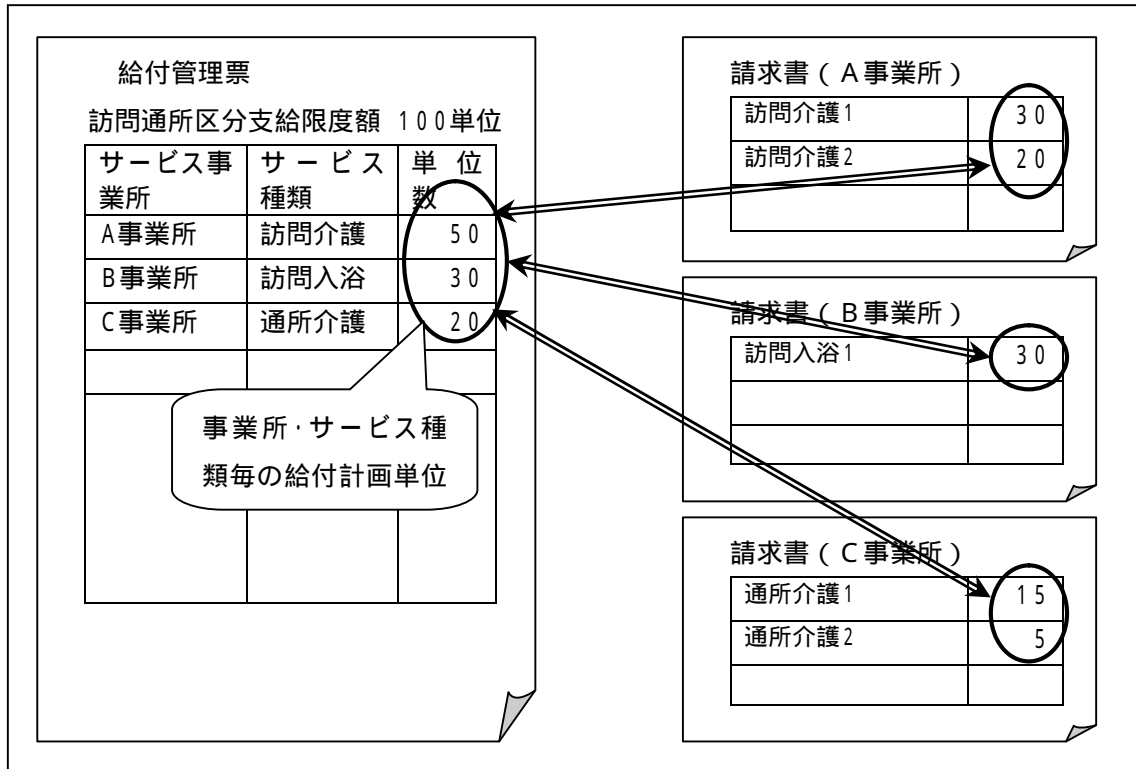 給付管理票
訪問通所区分支給限度額 100単位
サービス事業所 サービス種類 単位数
A事業所 訪問介護 50
B事業所 訪問入浴 30
C事業所 通所介護 20
事業所・サービス種
類毎の給付計画単位
請求書(A事業所)
訪問介護1 30
訪問介護2 20
請求書(B事業所)
訪問入浴1 30
請求書(C事業所)
通所介護1 15
通所介護2 5